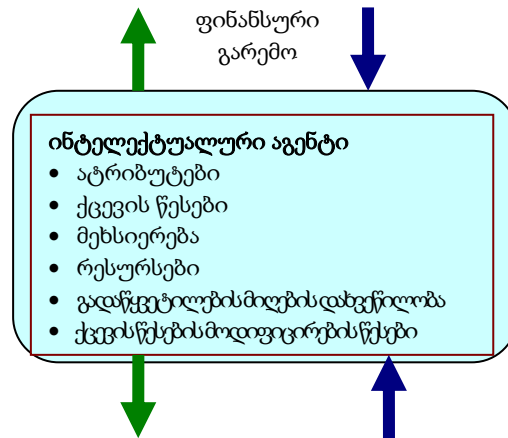 ფინანსური
გარემო
ინტელექტუალური აგენტი
• ატრიბუტები
• ქცევის წესები
• მეხსიერება
• რესურსები
• გადაწყვეტილების მიღების დახვეწილობა
• ქცევის წესების მოდიფიცირების წესები